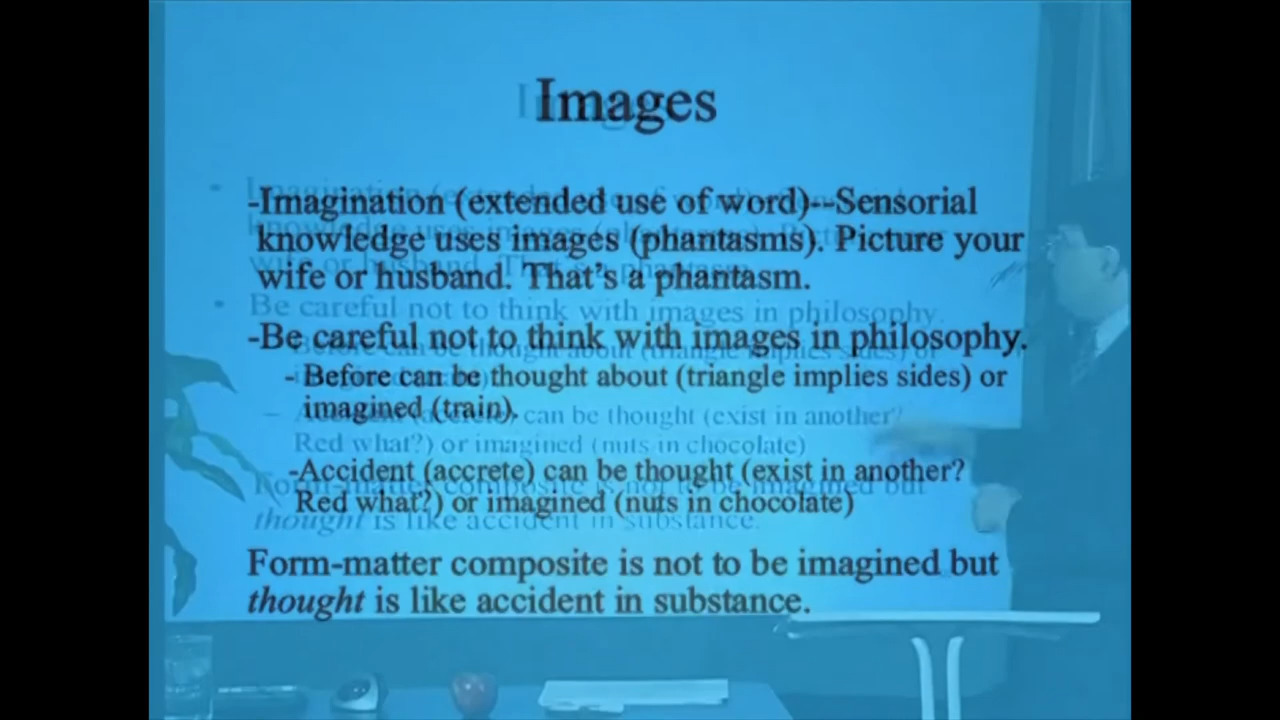 Images
-Imagination (extended use of word)--Sensorial
knowledge uses images (phantasms). Picture your
wife or husband. That's a phantasm.
-Be careful not to think with images in philosophy.
- Before can be thought about (triangle implies sides) or
imagined (train).
-Accident (accrete) can be thought (exist in another?
Red what?) or imagined (nuts in chocolate)
Form-matter composite is not to be imagined but
thought is like accident in substance.